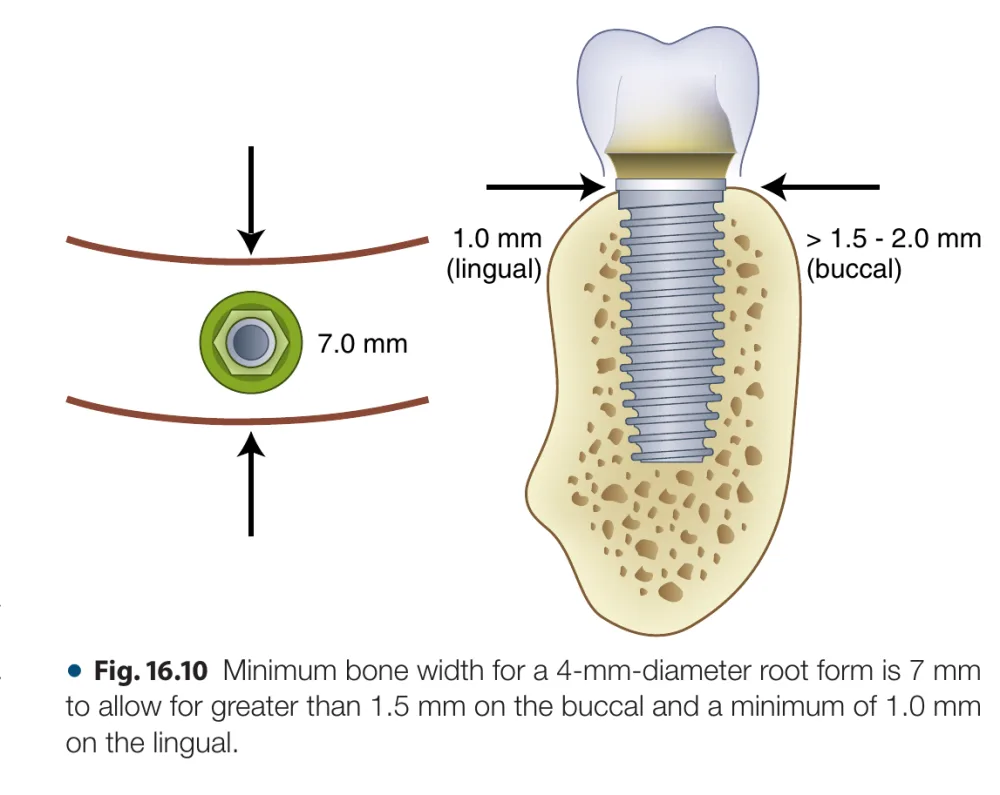 7.0 mm
1.0 mm
(lingual)
> 1.5 - 2.0 mm
(buccal)
• Fig. 16.10 Minimum bone width for a 4-mm-diameter root form is 7 mm
to allow for greater than 1.5 mm on the buccal and a minimum of 1.0 mm
on the lingual.